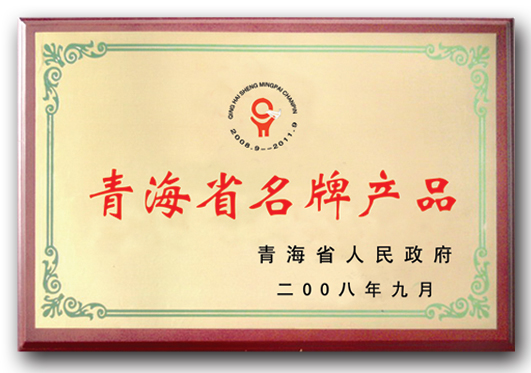 QING HAI SHENG MINGPAI CHANPIN
2008.9--2011.9
青海省名牌产品
青海省人民政府
二00八年九月